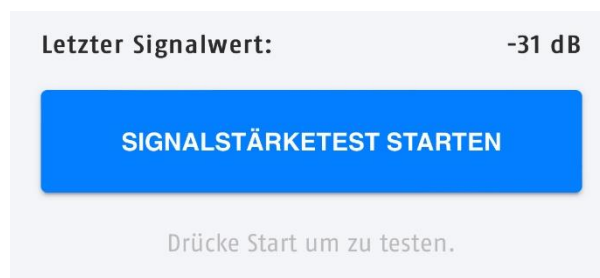 Letzter Signalwert: -31 dB
SIGNALSTÄRKETEST STARTEN
Drücke Start um zu testen.